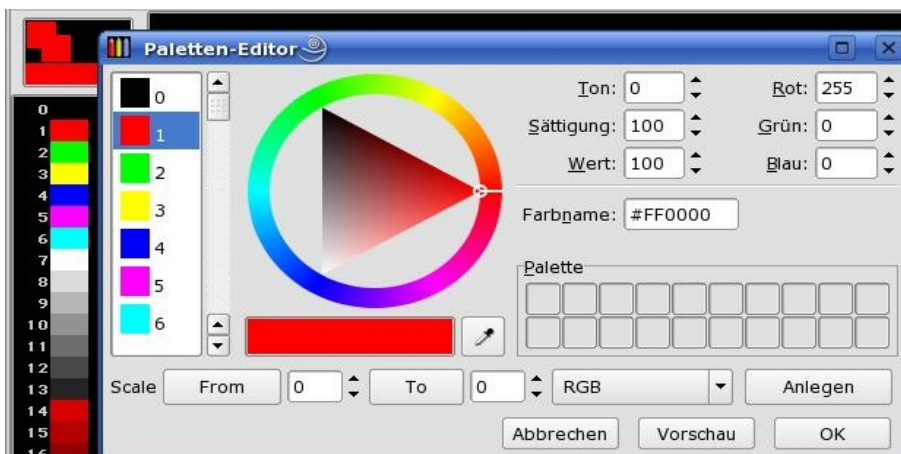 Paletten-Editor
0
1
2
3
4
5
6
7
8
9
10
11
12
13
14
15
16
0
1
2
3
4
5
6
Ton: 0
Rot: 255
Sättigung: 100
Grün: 0
Wert: 100
Blau: 0
Farbname: #FF0000
Palette
Scale From 0 To 0 RGB Anlegen
Abbrechen Vorschau OK